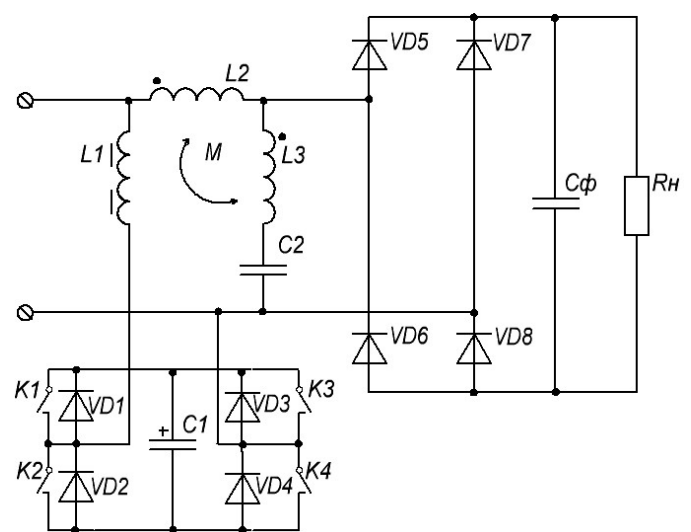 VD5
VD7
L2
L1
M
L3
Cф
Rн
C2
VD6
VD8
K1
VD1
C1
VD3
K3
+
K2
VD2
VD4
K4